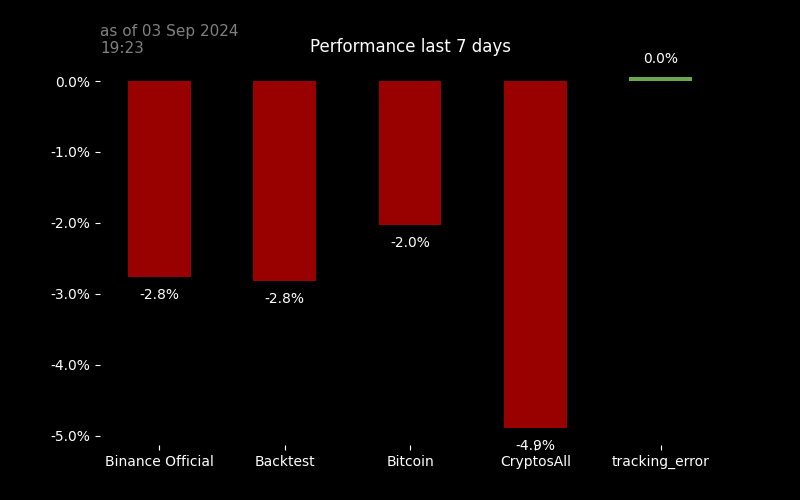 as of 03 Sep 2024
19:23
Performance last 7 days
0.0%
0.0%
-1.0%
-2.0%
-2.0%
-3.0%
-2.8%
-2.8%
-4.0%
-5.0%
-4.9%
Binance Official
Backtest
Bitcoin
CryptosAll
tracking_error